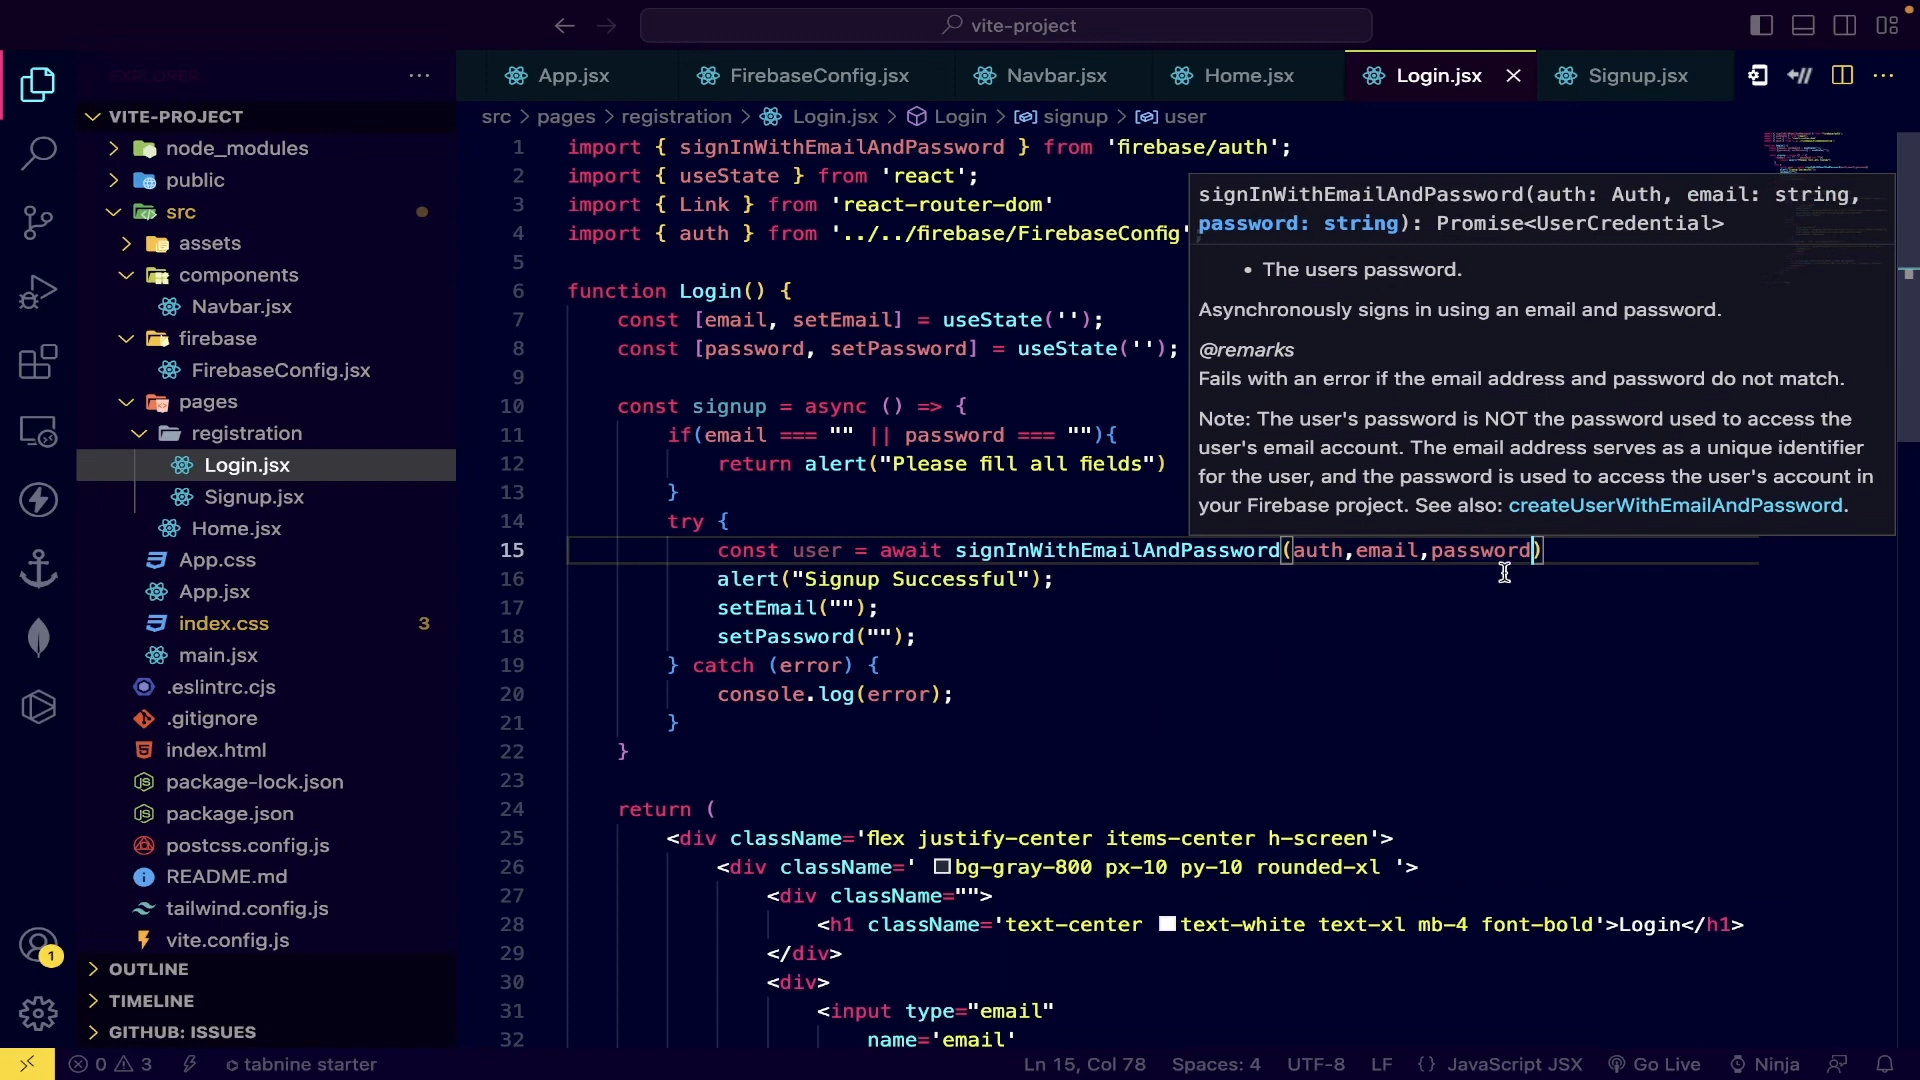 vite-project
EXPLORER
App.jsx
FirebaseConfig.jsx
Navbar.jsx
Home.jsx
Login.jsx
Signup.jsx
src > pages > registration > Login.jsx > Login > signup > user
VITE-PROJECT
node_modules
public
src
assets
components
Navbar.jsx
firebase
FirebaseConfig.jsx
pages
registration
Login.jsx
Signup.jsx
Home.jsx
App.css
App.jsx
index.css 3
main.jsx
.eslintrc.cjs
.gitignore
index.html
package-lock.json
package.json
postcss.config.js
README.md
tailwind.config.js
vite.config.js
OUTLINE
TIMELINE
GITHUB: ISSUES
1
1 import { signInWithEmailAndPassword } from 'firebase/auth';
2 import { useState } from 'react';
3 import { Link } from 'react-router-dom'
4 import { auth } from '../../firebase/FirebaseConfig'
5
6 function Login() {
7 const [email, setEmail] = useState('');
8 const [password, setPassword] = useState('');
9
10 const signup = async () => {
11 if(email === "" || password === ""){
12 return alert("Please fill all fields")
13 }
14 try {
15 const user = await signInWithEmailAndPassword(auth,email,password)
16 alert("Signup Successful");
17 setEmail("");
18 setPassword("");
19 } catch (error) {
20 console.log(error);
21 }
22 }
23
24 return (
25 <div className='flex justify-center items-center h-screen'>
26 <div className=' bg-gray-800 px-10 py-10 rounded-xl '>
27 <div className="">
28 <h1 className='text-center text-white text-xl mb-4 font-bold'>Login</h1>
29 </div>
30 <div>
31 <input type="email"
32 name='email'
signInWithEmailAndPassword(auth: Auth, email: string,
password: string): Promise<UserCredential>
• The users password.
Asynchronously signs in using an email and password.
@remarks
Fails with an error if the email address and password do not match.
Note: The user's password is NOT the password used to access the
user's email account. The email address serves as a unique identifier
for the user, and the password is used to access the user's account in
your Firebase project. See also: createUserWithEmailAndPassword.
0 3
tabnine starter
Ln 15, Col 78
Spaces: 4
UTF-8
LF
{} JavaScript JSX
Go Live
Ninja